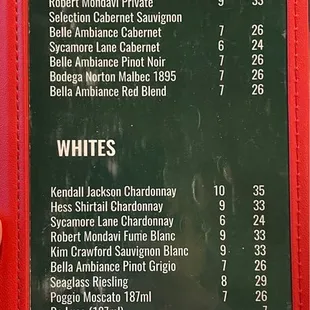 Robert Mondavi Private 9 33
Selection Cabernet Sauvignon
Belle Ambiance Cabernet 7 26
Sycamore Lane Cabernet 6 24
Belle Ambiance Pinot Noir 7 26
Bodega Norton Malbec 1895 7 26
Bella Ambiance Red Blend 7 26
WHITES
Kendall Jackson Chardonnay 10 35
Hess Shirtail Chardonnay 9 33
Sycamore Lane Chardonnay 6 24
Robert Mondavi Fume Blanc 9 33
Kim Crawford Sauvignon Blanc 9 33
Bella Ambiance Pinot Grigio 7 26
Seaglass Riesling 8 29
Poggio Moscato 187ml 7 26
(187ml) 7